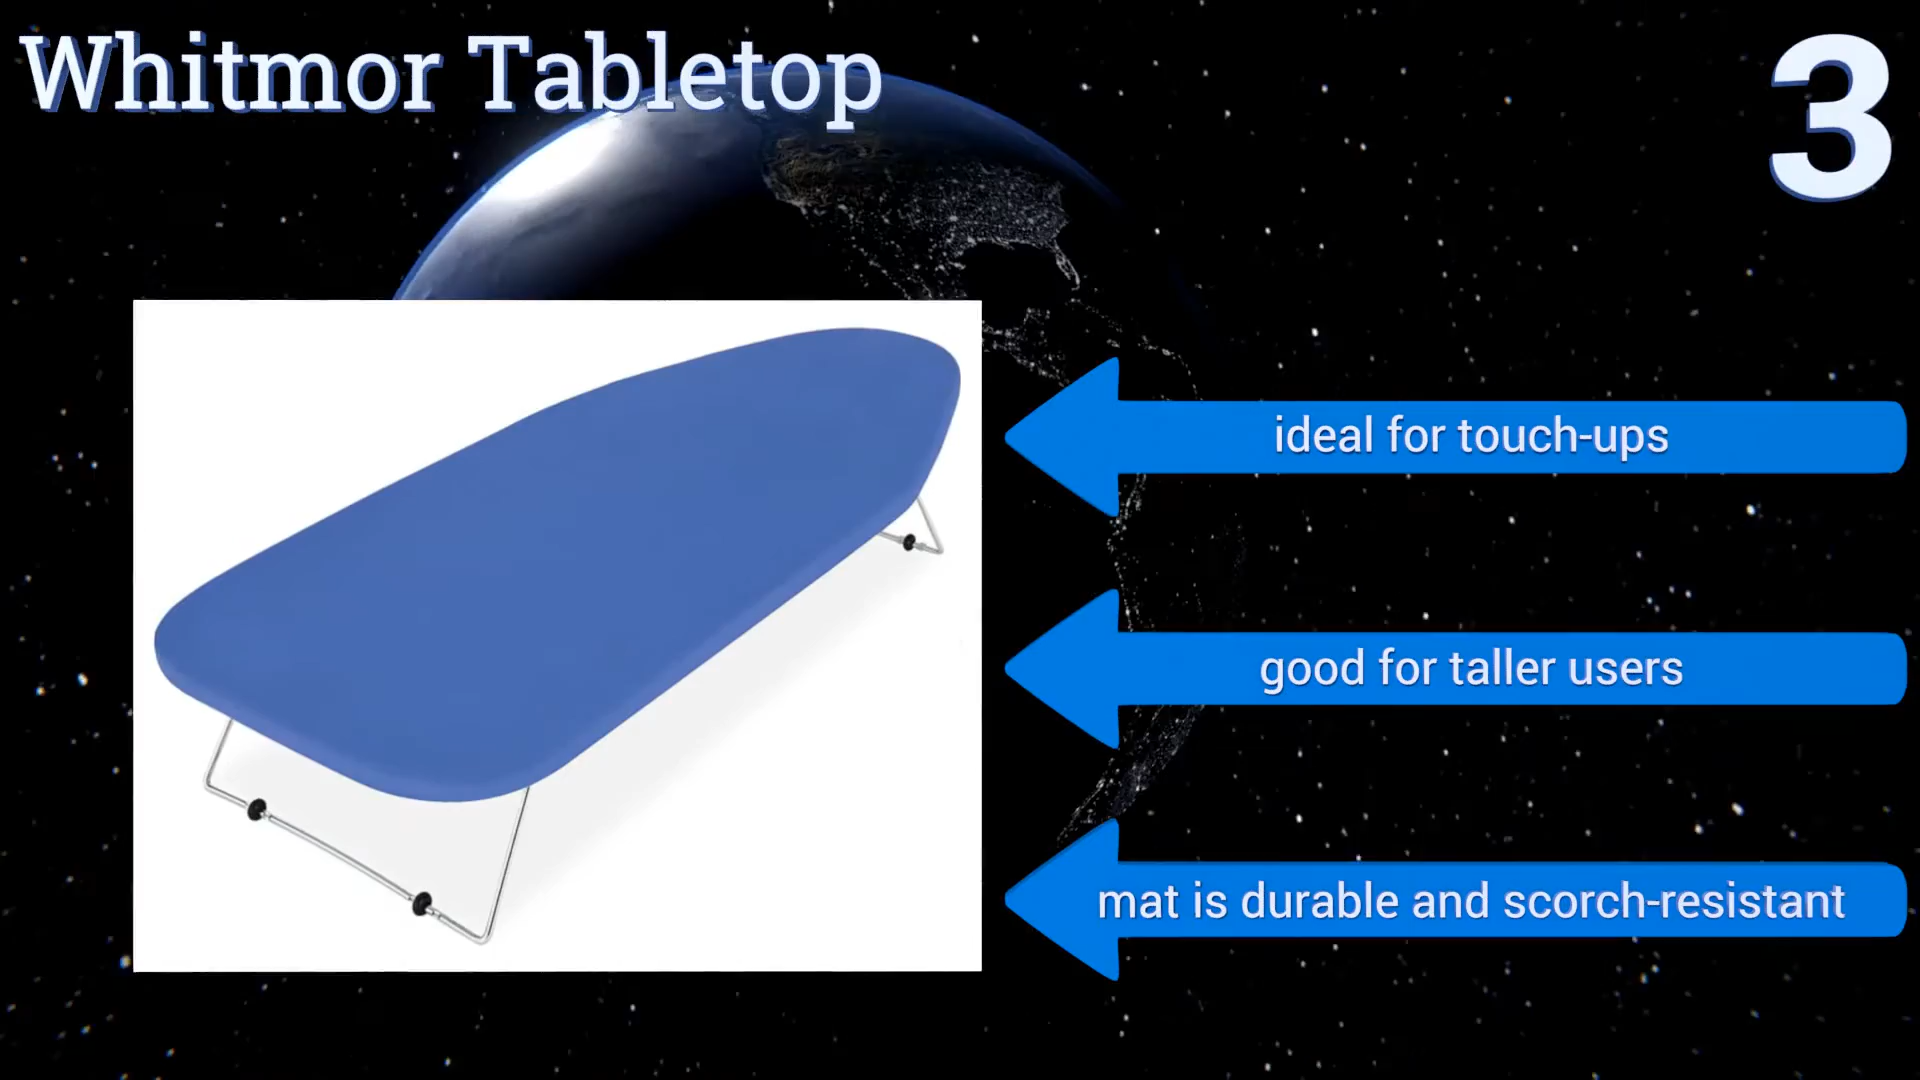 Whitmor Tabletop
3
ideal for touch-ups
good for taller users
mat is durable and scorch-resistant